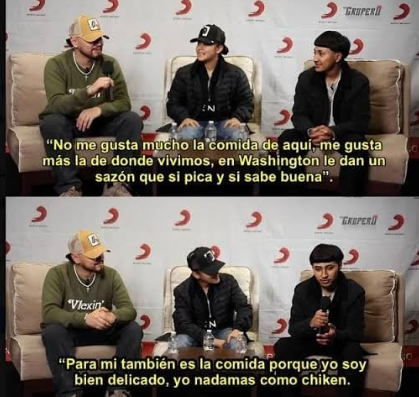 GRUPERO
"No me gusta mucho la comida de aquí, me gusta
más la de donde vivimos, en Washington le dan un
sazón que si pica y si sabe buena".
GRUPERO
"Vlexin'
"Para mi también es la comida porque yo soy
bien delicado, yo nadamas como chiken.